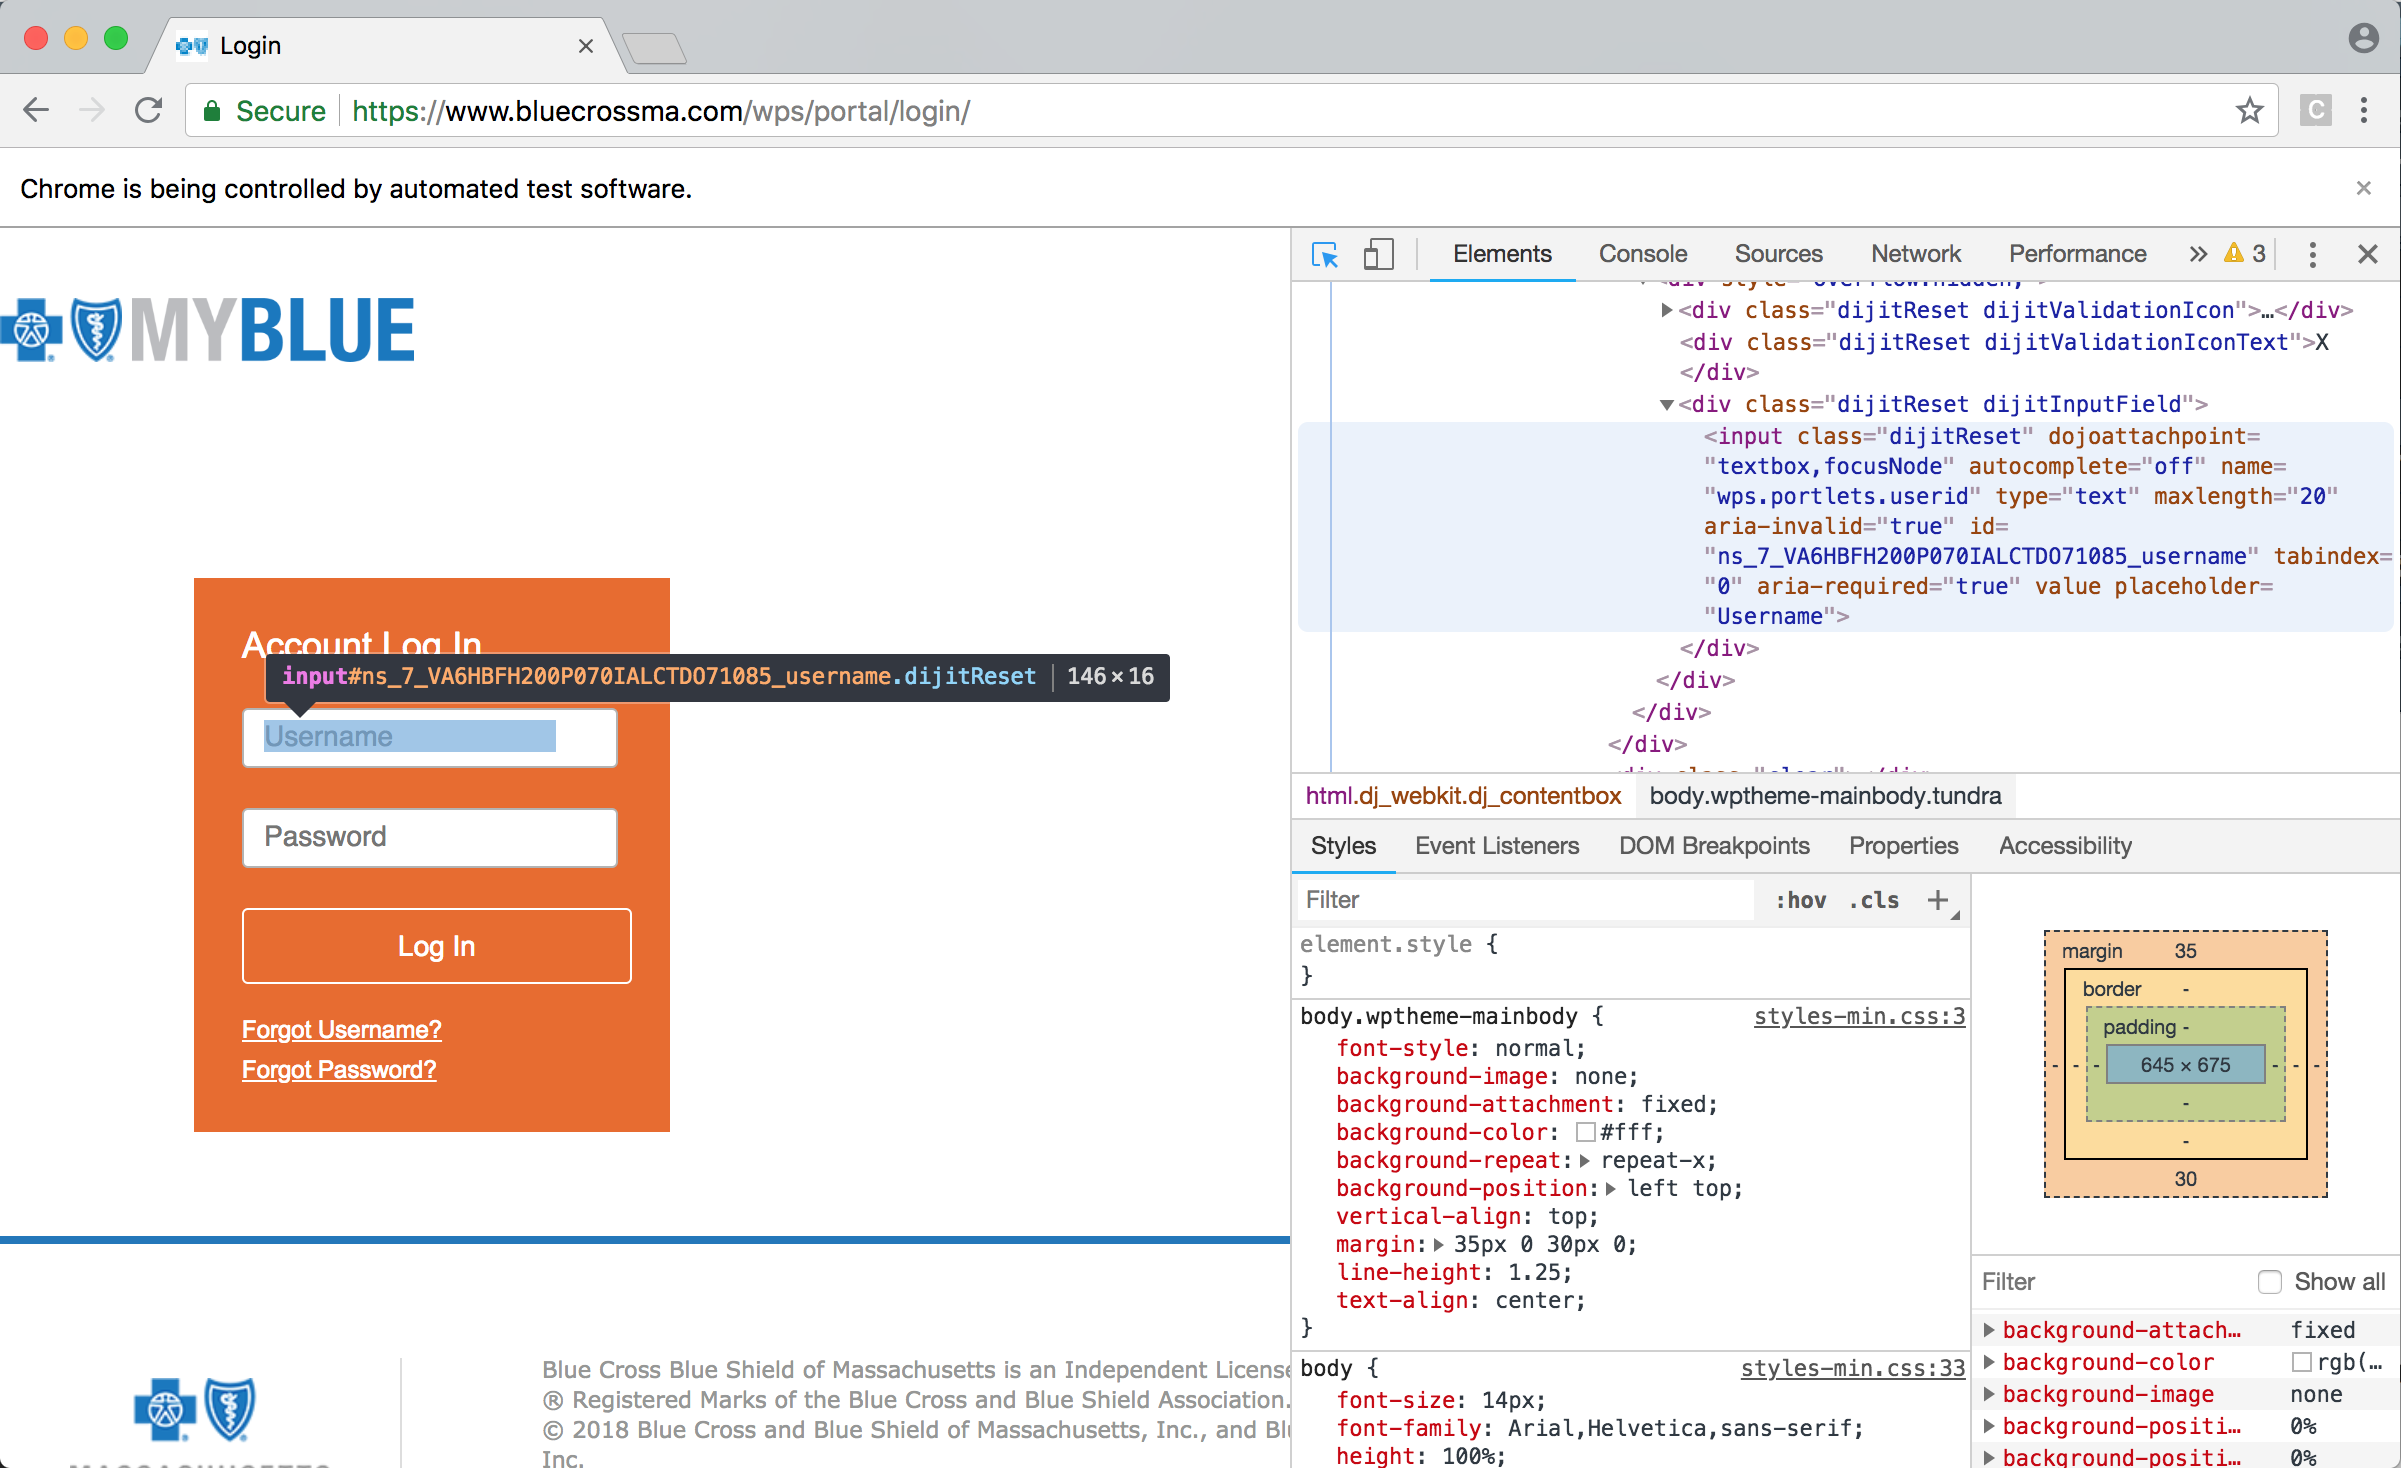 Login
Secure
https://www.bluecrossma.com/wps/portal/login/
C
Chrome is being controlled by automated test software.
MYBLUE
Account Log In
input#ns_7_VA6HBFH200P070IALCTDO71085_username.dijitReset | 146 × 16
Username
Password
Log In
Forgot Username?
Forgot Password?
Blue Cross Blue Shield of Massachusetts is an Independent License
® Registered Marks of the Blue Cross and Blue Shield Association.
© 2018 Blue Cross and Blue Shield of Massachusetts, Inc., and Bl
Inc.
Elements Console Sources Network Performance » 3
<div class="dijitReset dijitValidationIcon">…</div>
<div class="dijitReset dijitValidationIconText">X
</div>
<div class="dijitReset dijitInputField">
<input class="dijitReset" dojoattachpoint=
"textbox,focusNode" autocomplete="off" name=
"wps.portlets.userid" type="text" maxlength="20"
aria-invalid="true" id=
"ns_7_VA6HBFH200P070IALCTDO71085_username" tabindex=
"0" aria-required="true" value placeholder=
"Username">
</div>
</div>
</div>
</div>
html.dj_webkit.dj_contentbox body.wptheme-mainbody.tundra
Styles Event Listeners DOM Breakpoints Properties Accessibility
Filter :hov .cls +
element.style {
}
body.wptheme-mainbody { styles-min.css:3
font-style: normal;
background-image: none;
background-attachment: fixed;
background-color: #fff;
background-repeat: repeat-x;
background-position: left top;
vertical-align: top;
margin: 35px 0 30px 0;
line-height: 1.25;
text-align: center;
}
body { styles-min.css:33
font-size: 14px;
font-family: Arial,Helvetica,sans-serif;
height: 100%;
margin 35
border -
padding -
- - - 645 × 675 - - -
-
-
30
Filter Show all
background-attach… fixed
background-color rgb(…
background-image none
background-positi… 0%
background-positi… 0%